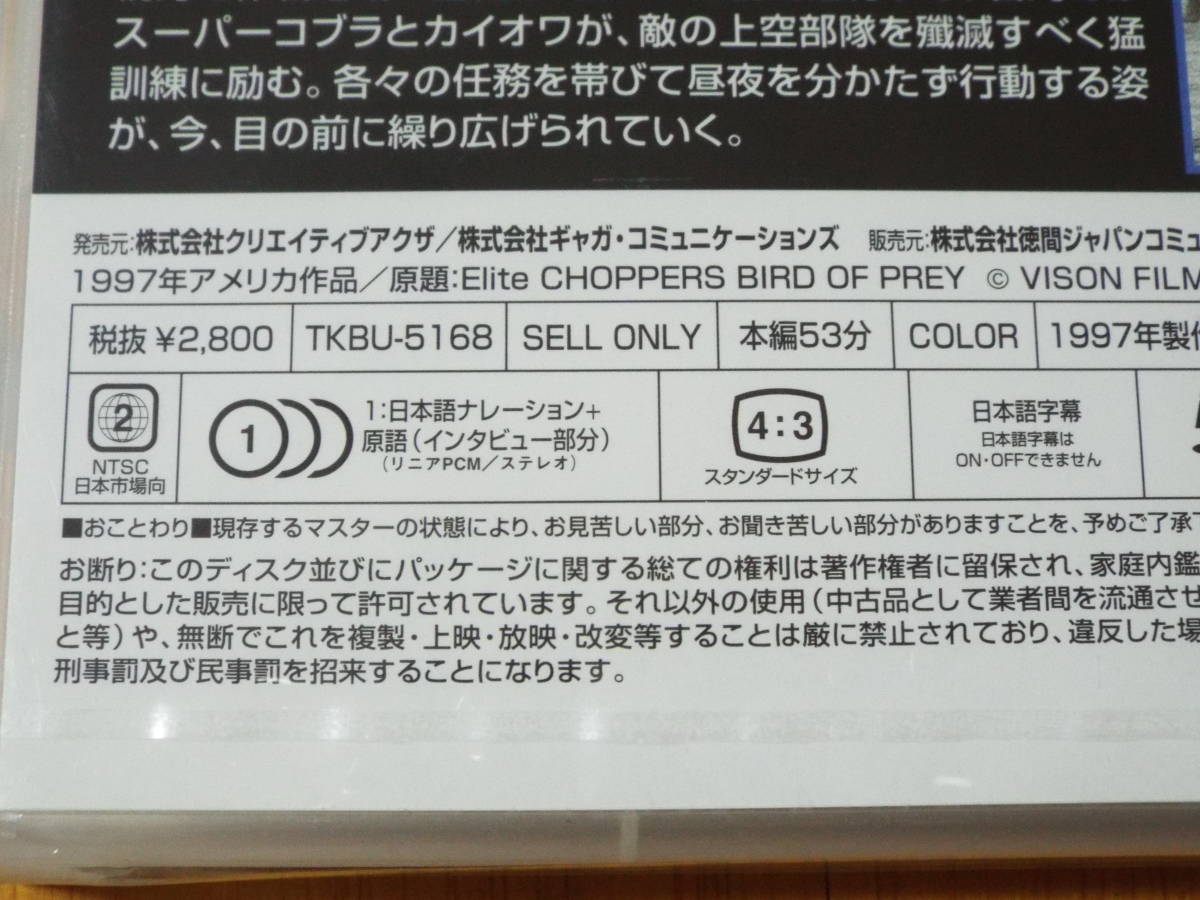 スーパーコブラとカイオワが、敵の上空部隊を殲滅すべく猛
訓練に励む。各々の任務を帯びて昼夜を分かたず行動する姿
が、今、目の前に繰り広げられていく。
発売元:株式会社クリエイティブアクザ/株式会社ギャガ・コミュニケーションズ 販売元:株式会社徳間ジャパンコミュ
1997年アメリカ作品/原題:Elite CHOPPERS BIRD OF PREY © VISON FILM
税抜 ¥2,800 TKBU-5168 SELL ONLY 本編53分 COLOR 1997年製作
2
NTSC
日本市場向
1
1:日本語ナレーション+
原語(インタビュー部分)
(リニアPCM/ステレオ)
4:3
スタンダードサイズ
日本語字幕
日本語字幕は
ON・OFFできません
■おことわり■現存するマスターの状態により、お見苦しい部分、お聞き苦しい部分がありますことを、予めご了承下
お断り:このディスク並びにパッケージに関する総ての権利は著作権者に留保され、家庭内鑑
目的とした販売に限って許可されています。それ以外の使用(中古品として業者間を流通させ
と等)や、無断でこれを複製・上映・放映・改変等することは厳に禁止されており、違反した場
刑事罰及び民事罰を招来することになります。